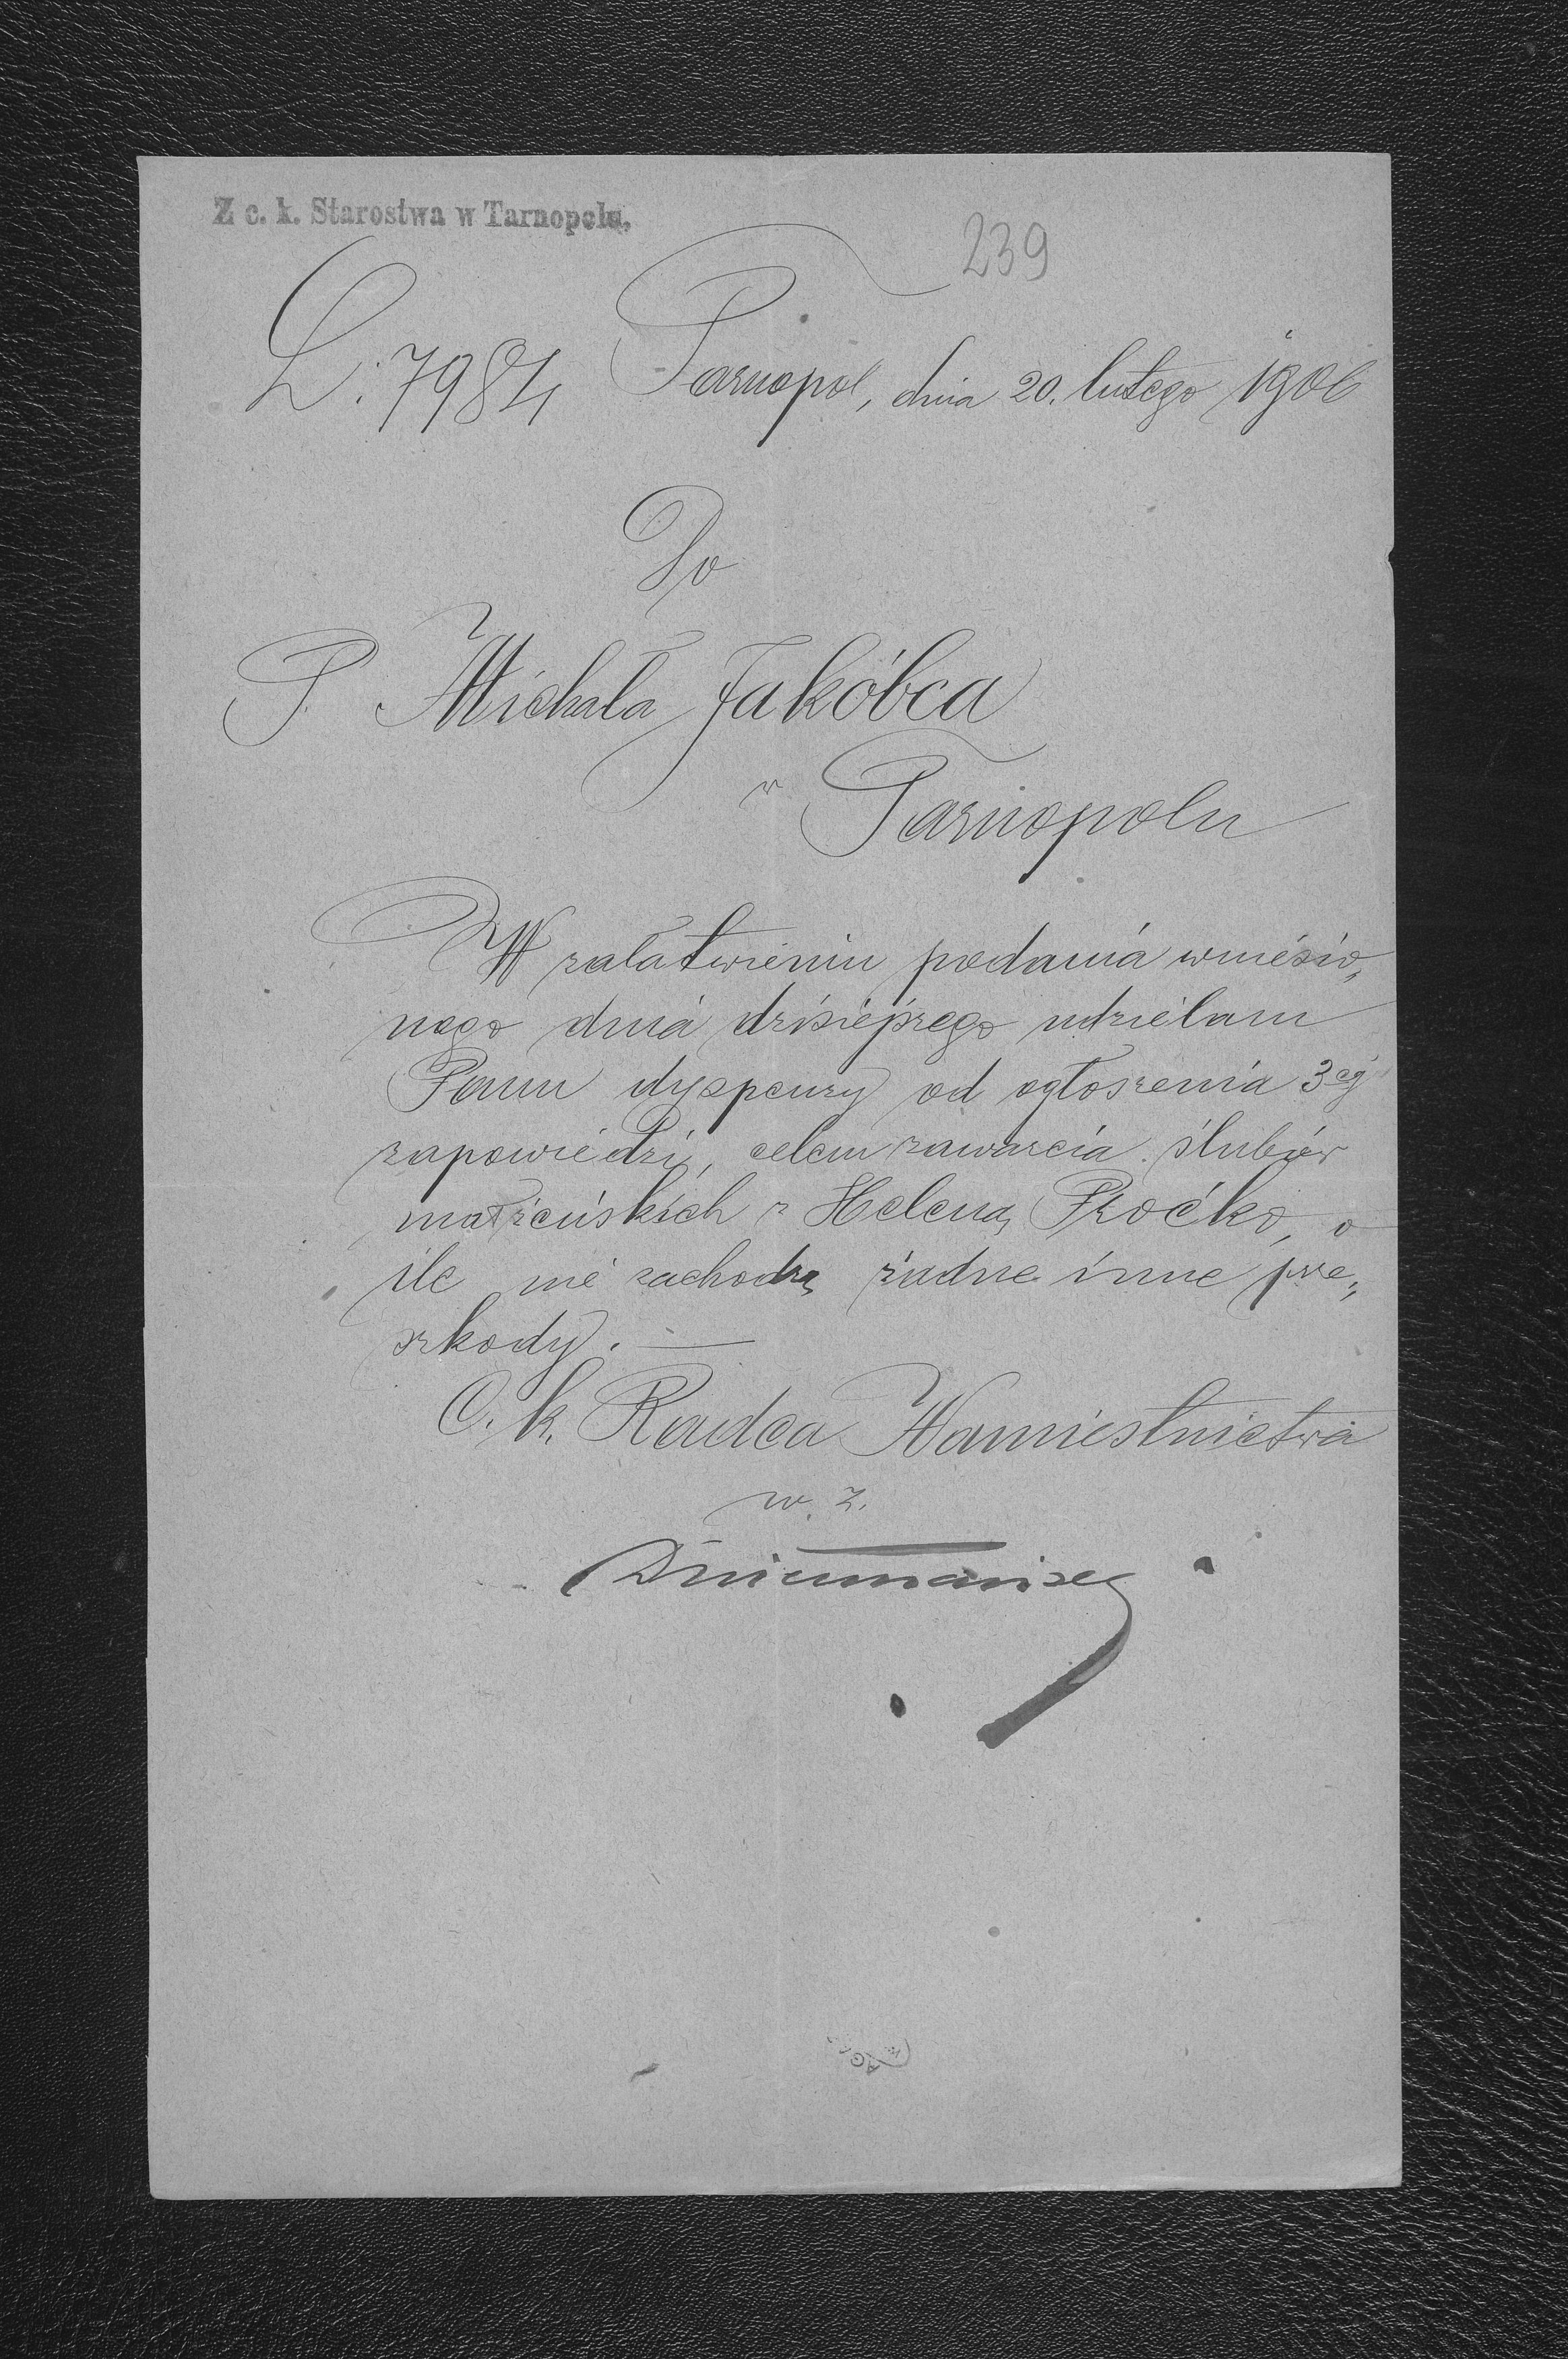 Z c. k. Starostwa w Tarnopolu,
239
L: 7984 Tarnopol, dnia 20. lutego 1906
Do
P. Michała Jakóbca
w Tarnopolu
W załatwieniu podania wniesio„
nego dnia dzisiejszego udzielam
Panu dyspenzy od ogłoszenia 3ej
zapowiedzi, celem zawarcia ślubów
małżeńskich z Heleną Proćko, o
ile nie zachodzą żadne inne prze„
szkody. —
C. k. Radca Namiestnictwa
w. z.